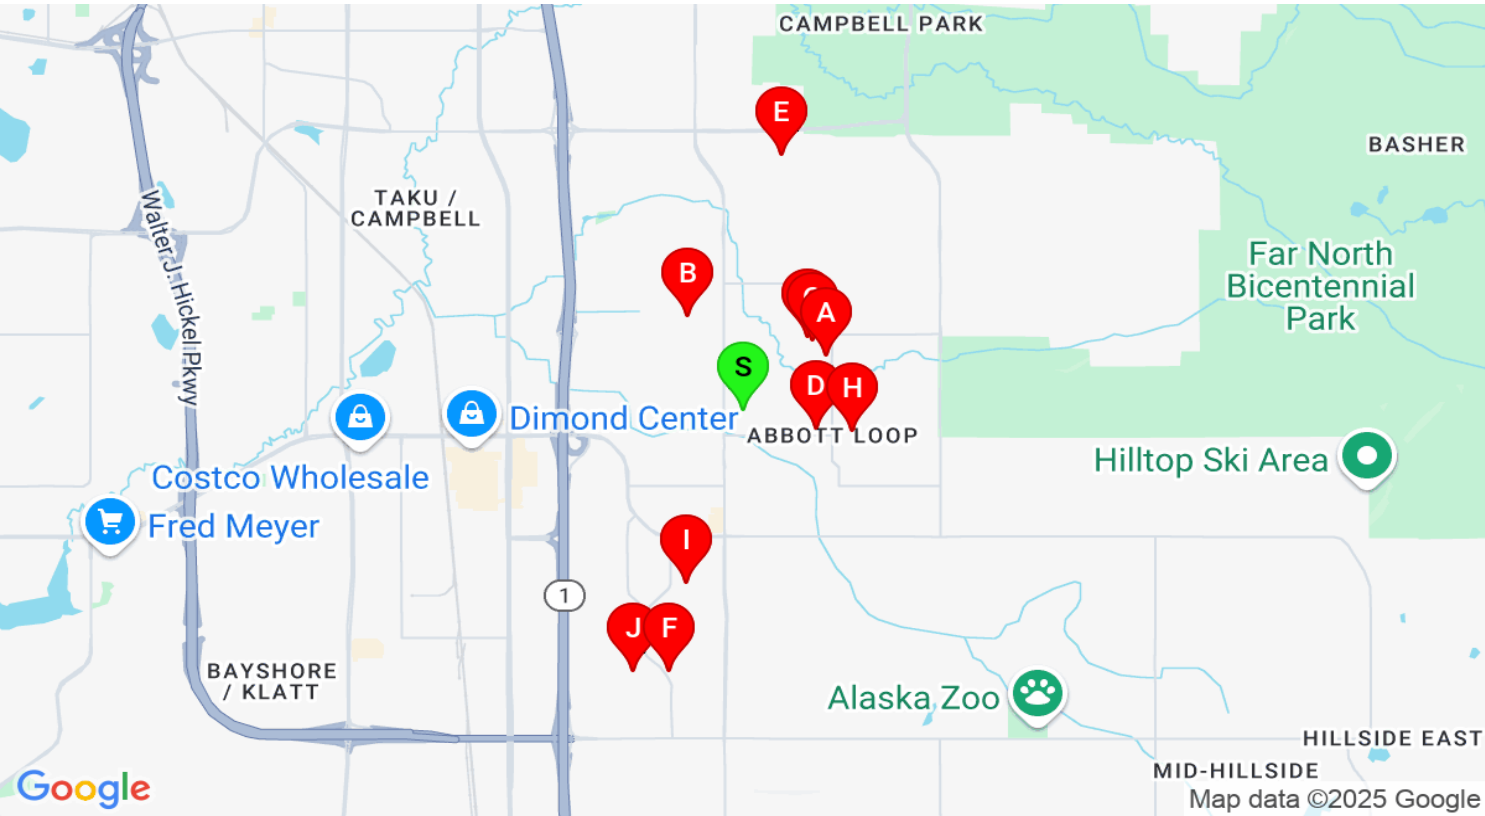 CAMPBELL PARK
E
BASHER
TAKU /
CAMPBELL
Walter J. Hickel Pkwy
Far North
Bicentennial
Park
B
A
S
D
H
Dimond Center
ABBOTT LOOP
Hilltop Ski Area
Costco Wholesale
Fred Meyer
I
1
J
F
BAYSHORE
/ KLATT
Alaska Zoo
HILLSIDE EAST
MID-HILLSIDE
Google
Map data ©2025 Google